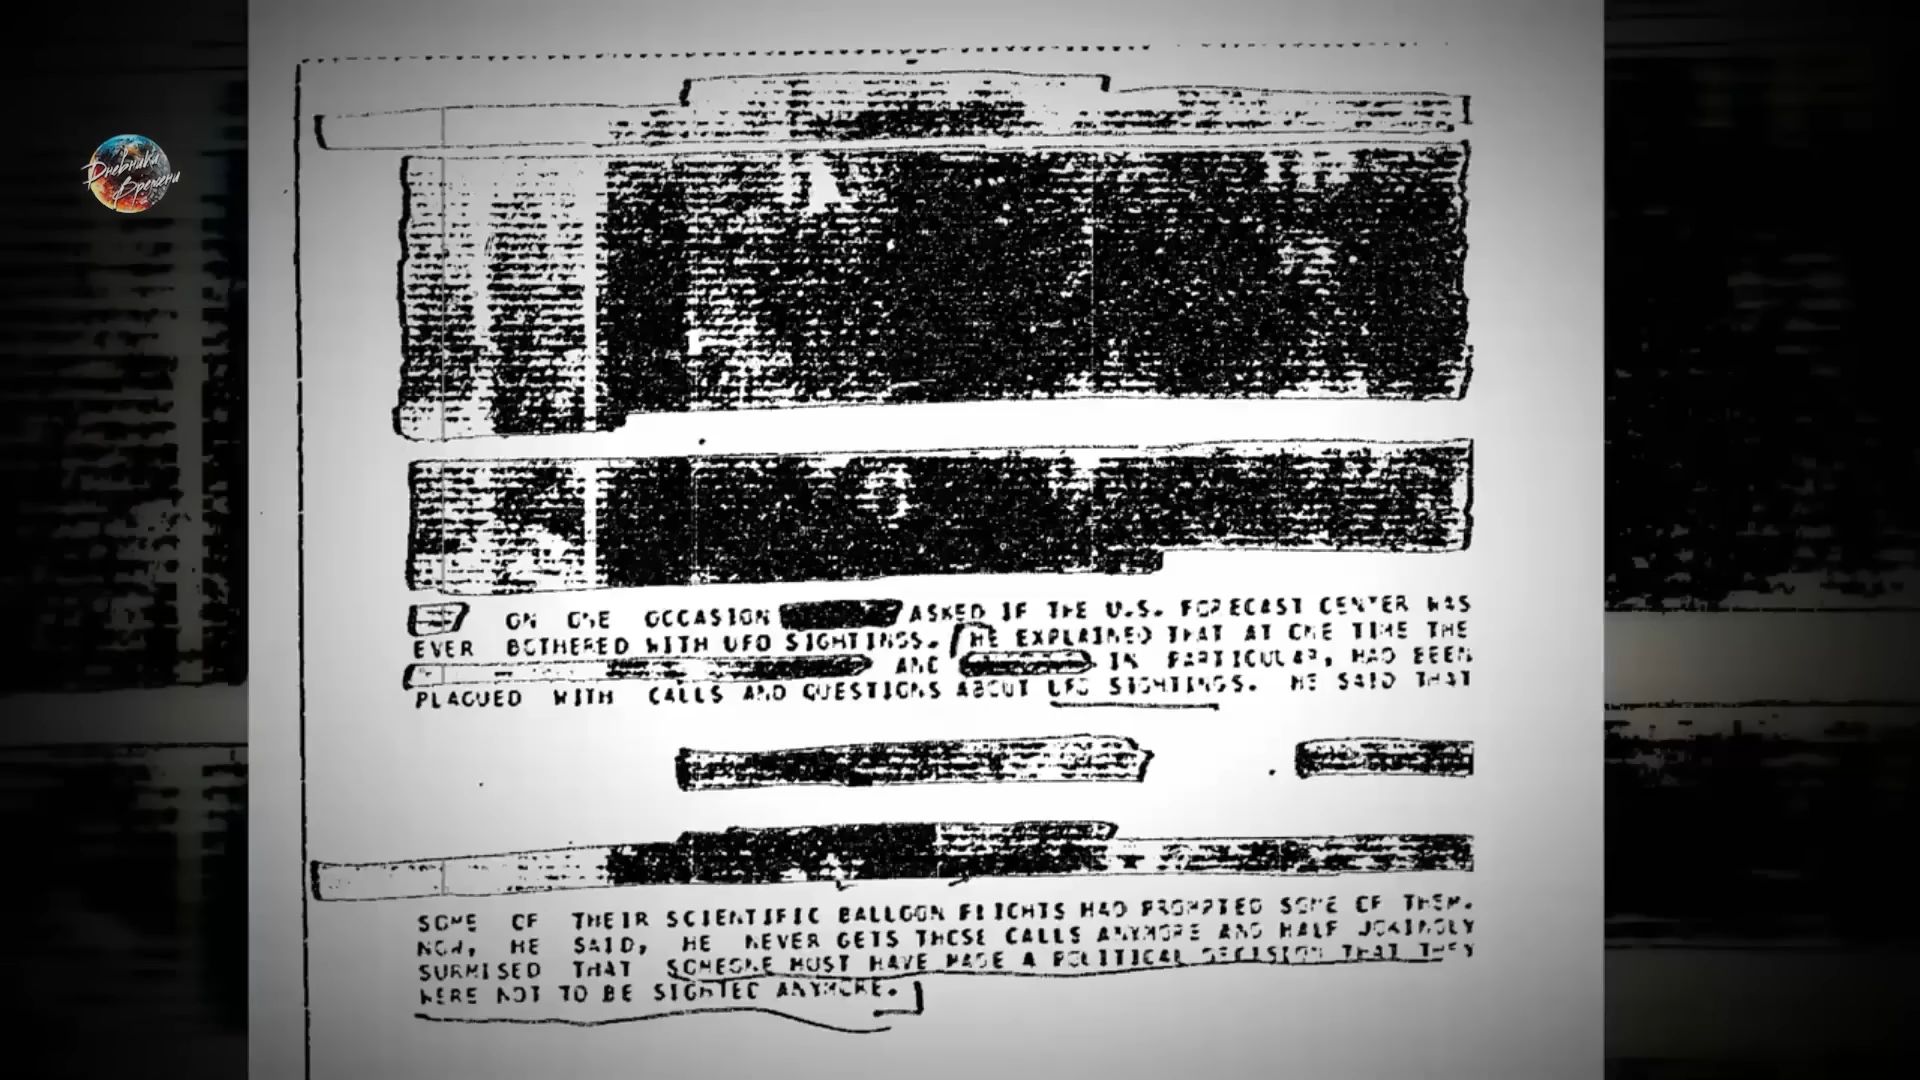 Дневники
Времени
ON ONE OCCASION ASKED IF THE U.S. FORECAST CENTER WAS
EVER BOTHERED WITH UFO SIGHTINGS. HE EXPLAINED THAT AT ONE TIME THE
AND IN PARTICULAR, HAD BEEN
PLAGUED WITH CALLS AND QUESTIONS ABOUT UFO SIGHTINGS. HE SAID THAT
SOME OF THEIR SCIENTIFIC BALLOON FLIGHTS HAD PROMPTED SOME OF THEM.
NOW, HE SAID, HE NEVER GETS THOSE CALLS ANYMORE AND HALF JOKINGLY
SURMISED THAT SOMEONE MUST HAVE MADE A POLITICAL DECISION THAT THEY
WERE NOT TO BE SIGHTED ANYMORE.